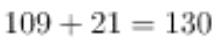 109 + 21 = 130